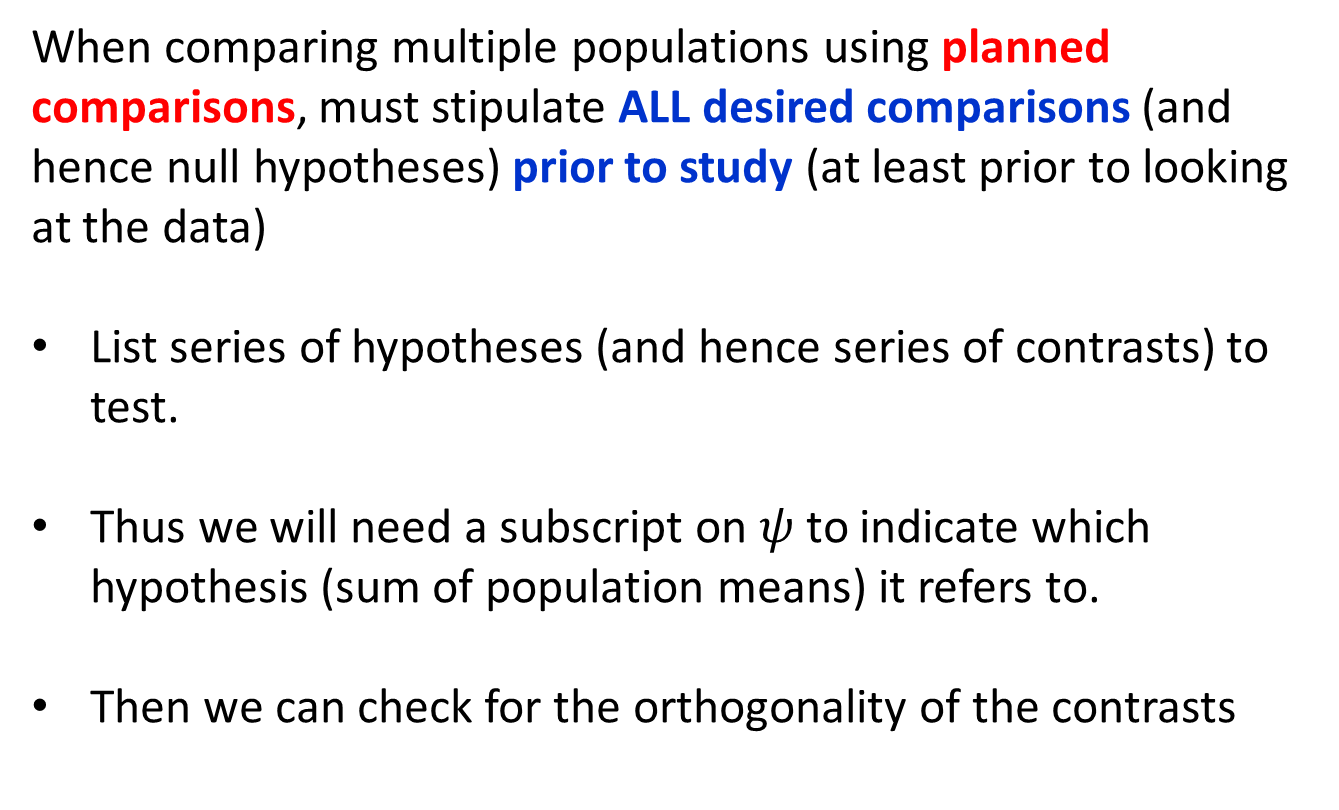 When comparing multiple populations using planned
comparisons, must stipulate ALL desired comparisons (and
hence null hypotheses) prior to study (at least prior to looking
at the data)
• List series of hypotheses (and hence series of contrasts) to
test.
• Thus we will need a subscript on 𝜓 to indicate which
hypothesis (sum of population means) it refers to.
• Then we can check for the orthogonality of the contrasts